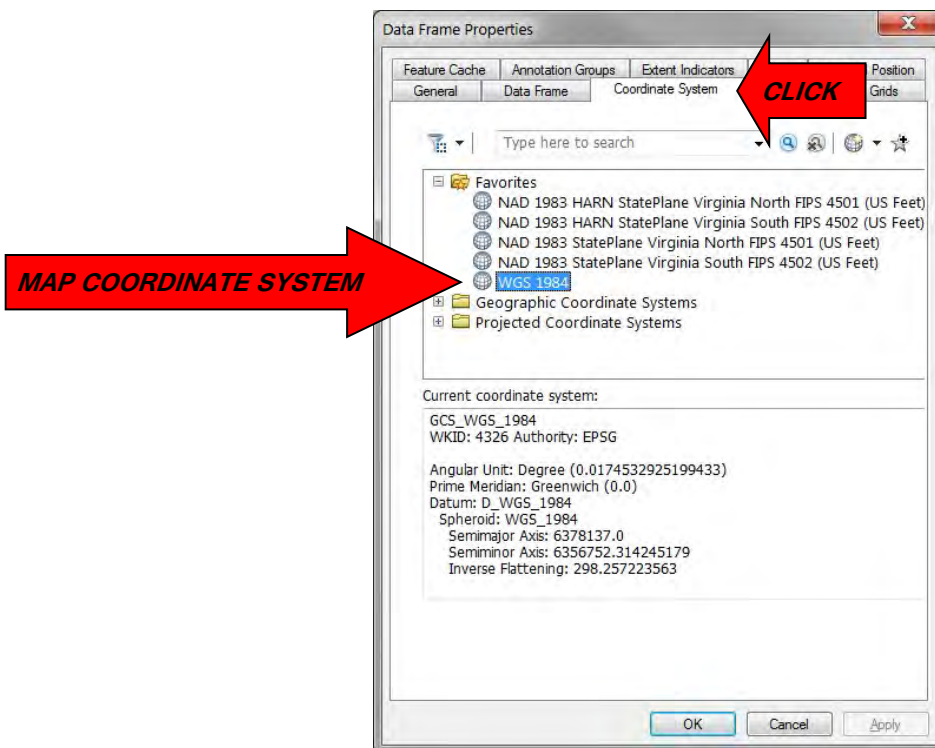 Data Frame Properties
Feature Cache Annotation Groups Extent Indicators Position
General Data Frame Coordinate System Grids
CLICK
Type here to search
Favorites
NAD 1983 HARN StatePlane Virginia North FIPS 4501 (US Feet)
NAD 1983 HARN StatePlane Virginia South FIPS 4502 (US Feet)
NAD 1983 StatePlane Virginia North FIPS 4501 (US Feet)
NAD 1983 StatePlane Virginia South FIPS 4502 (US Feet)
MAP COORDINATE SYSTEM
WGS 1984
Geographic Coordinate Systems
Projected Coordinate Systems
Current coordinate system:
GCS_WGS_1984
WKID: 4326 Authority: EPSG
Angular Unit: Degree (0.0174532925199433)
Prime Meridian: Greenwich (0.0)
Datum: D_WGS_1984
Spheroid: WGS_1984
Semimajor Axis: 6378137.0
Semiminor Axis: 6356752.314245179
Inverse Flattening: 298.257223563
OK Cancel Apply